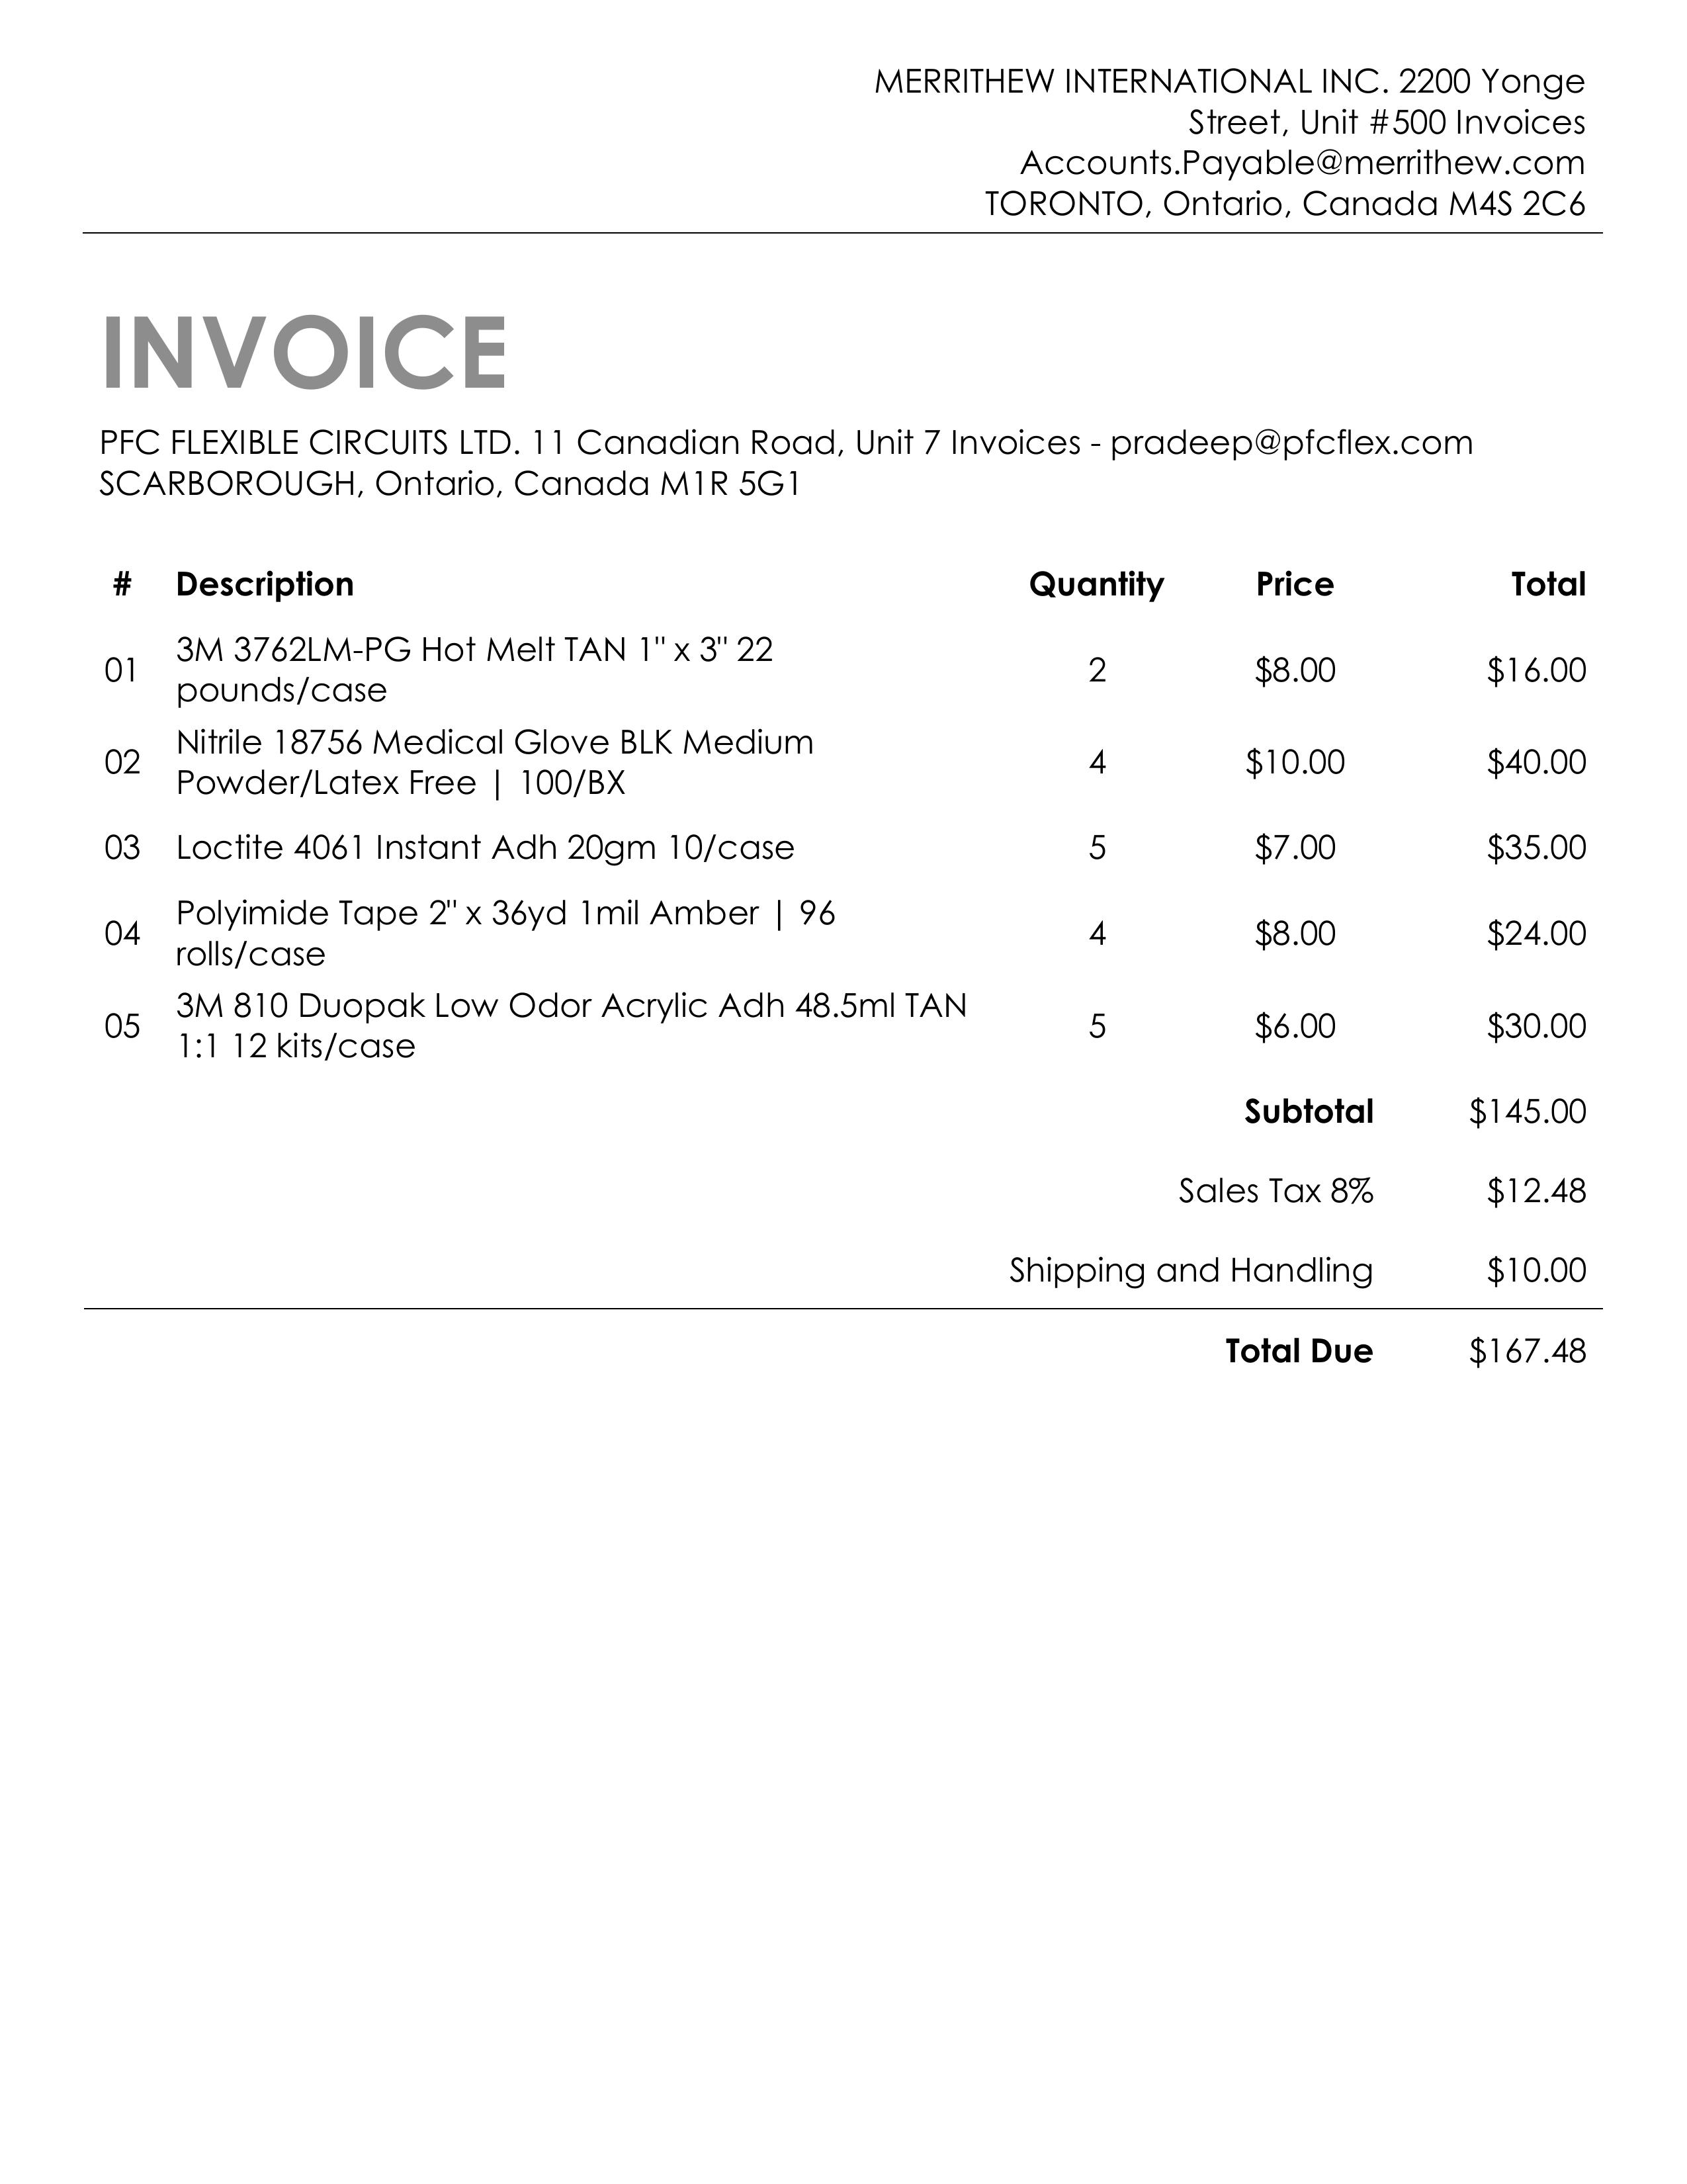 MERRITHEW INTERNATIONAL INC. 2200 Yonge
Street, Unit #500 Invoices
Accounts.Payable@merrithew.com
TORONTO, Ontario, Canada M4S 2C6
INVOICE
PFC FLEXIBLE CIRCUITS LTD. 11 Canadian Road, Unit 7 Invoices - pradeep@pfcflex.com
SCARBOROUGH, Ontario, Canada M1R 5G1
# Description Quantity Price Total
01 3M 3762LM-PG Hot Melt TAN 1" x 3" 22
pounds/case 2 $8.00 $16.00
02 Nitrile 18756 Medical Glove BLK Medium
Powder/Latex Free | 100/BX 4 $10.00 $40.00
03 Loctite 4061 Instant Adh 20gm 10/case 5 $7.00 $35.00
04 Polyimide Tape 2" x 36yd 1mil Amber | 96
rolls/case 4 $8.00 $24.00
05 3M 810 Duopak Low Odor Acrylic Adh 48.5ml TAN
1:1 12 kits/case 5 $6.00 $30.00
Subtotal $145.00
Sales Tax 8% $12.48
Shipping and Handling $10.00
Total Due $167.48